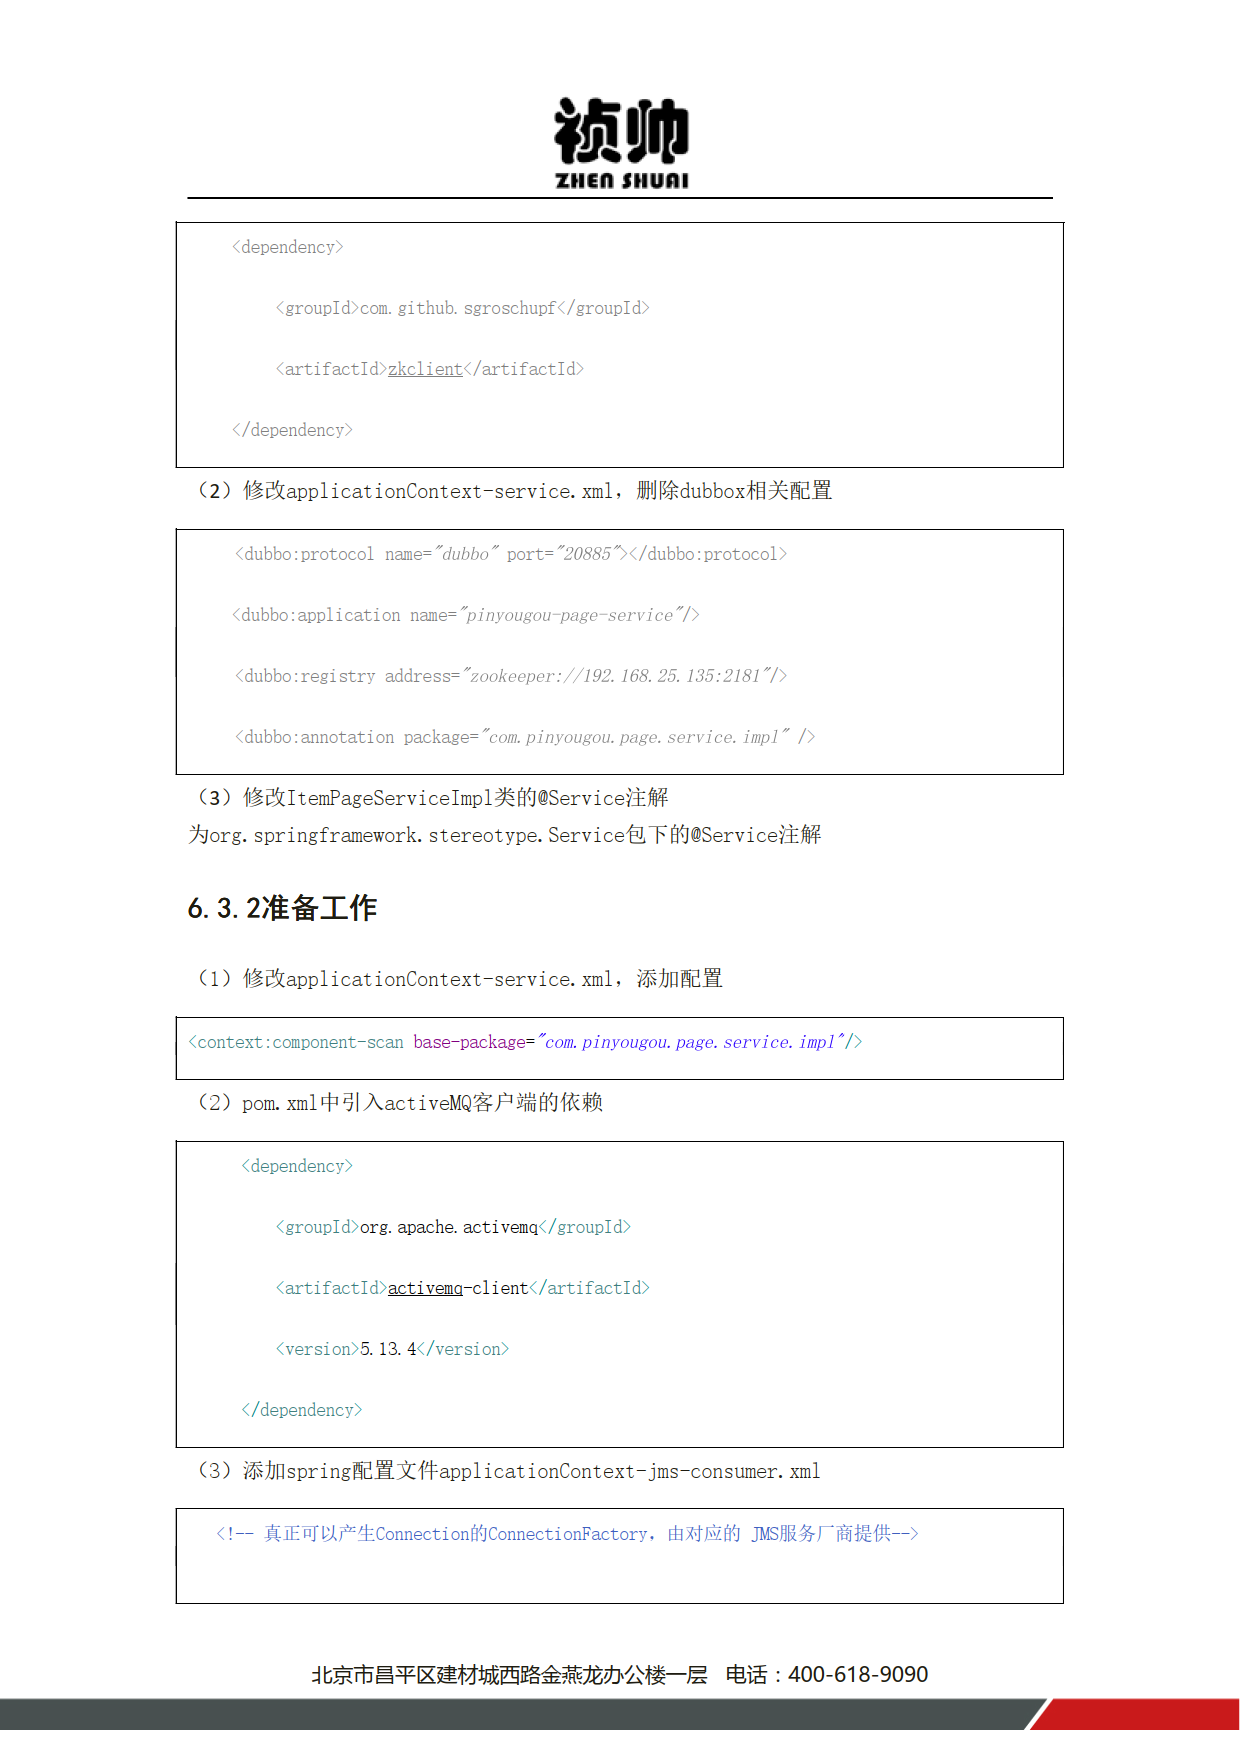 祯帅
ZHEN SHUAI
<dependency>
<groupId>com.github.sgroschupf</groupId>
<artifactId>zkclient</artifactId>
</dependency>
（2）修改applicationContext-service.xml，删除dubbox相关配置
<dubbo:protocol name="dubbo" port="20885"></dubbo:protocol>
<dubbo:application name="pinyougou-page-service"/>
<dubbo:registry address="zookeeper://192.168.25.135:2181"/>
<dubbo:annotation package="com.pinyougou.page.service.impl" />
（3）修改ItemPageServiceImpl类的@Service注解
为org.springframework.stereotype.Service包下的@Service注解
6.3.2准备工作
（1）修改applicationContext-service.xml，添加配置
<context:component-scan base-package="com.pinyougou.page.service.impl"/>
（2）pom.xml中引入activeMQ客户端的依赖
<dependency>
<groupId>org.apache.activemq</groupId>
<artifactId>activemq-client</artifactId>
<version>5.13.4</version>
</dependency>
（3）添加spring配置文件applicationContext-jms-consumer.xml
<!-- 真正可以产生Connection的ConnectionFactory，由对应的 JMS服务厂商提供-->
北京市昌平区建材城西路金燕龙办公楼一层 电话：400-618-9090